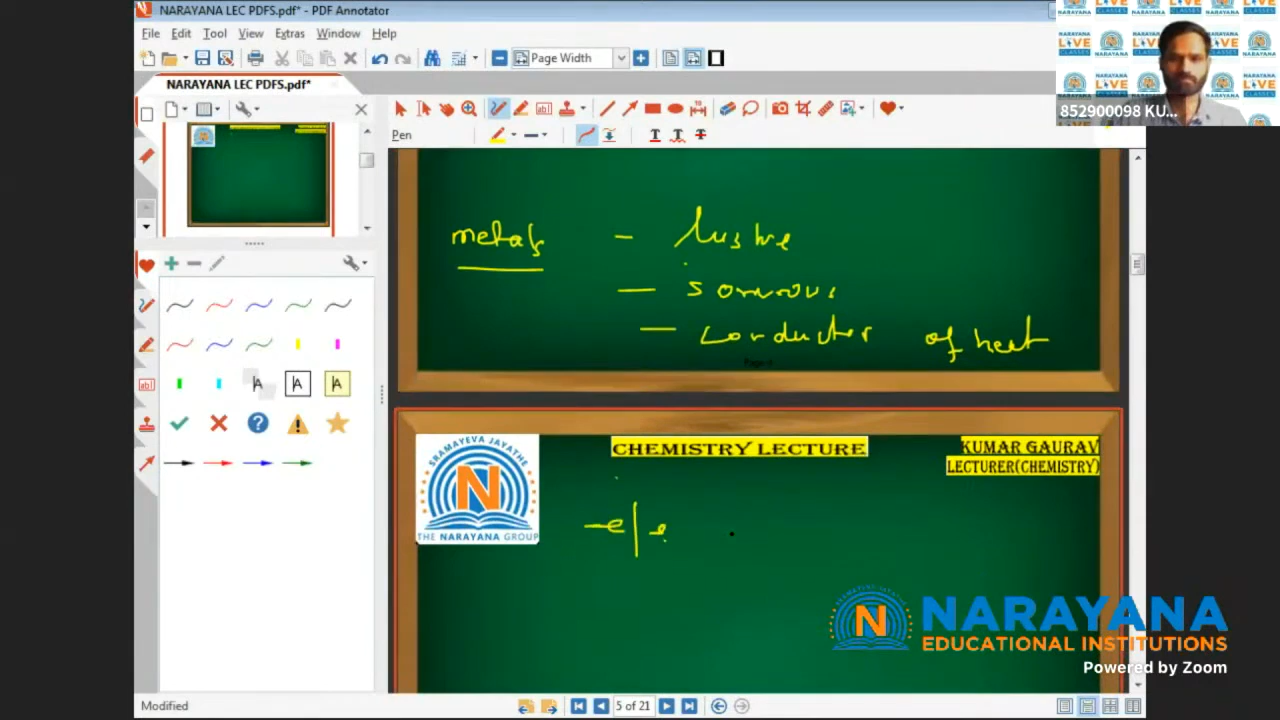 NARAYANA LEC PDFS.pdf* - PDF Annotator
File Edit Tool View Extras Window Help
Page Width
NARAYANA LEC PDFS.pdf*
Pen
852900098 KU...
metals - lustre
- sonorous
- conductor of heat
SRAMAYEVA JAYATHE
N
THE NARAYANA GROUP
CHEMISTRY LECTURE
KUMAR GAURAV
LECTURER(CHEMISTRY)
ele
NARAYANA
EDUCATIONAL INSTITUTIONS
Powered by Zoom
Modified
5 of 21